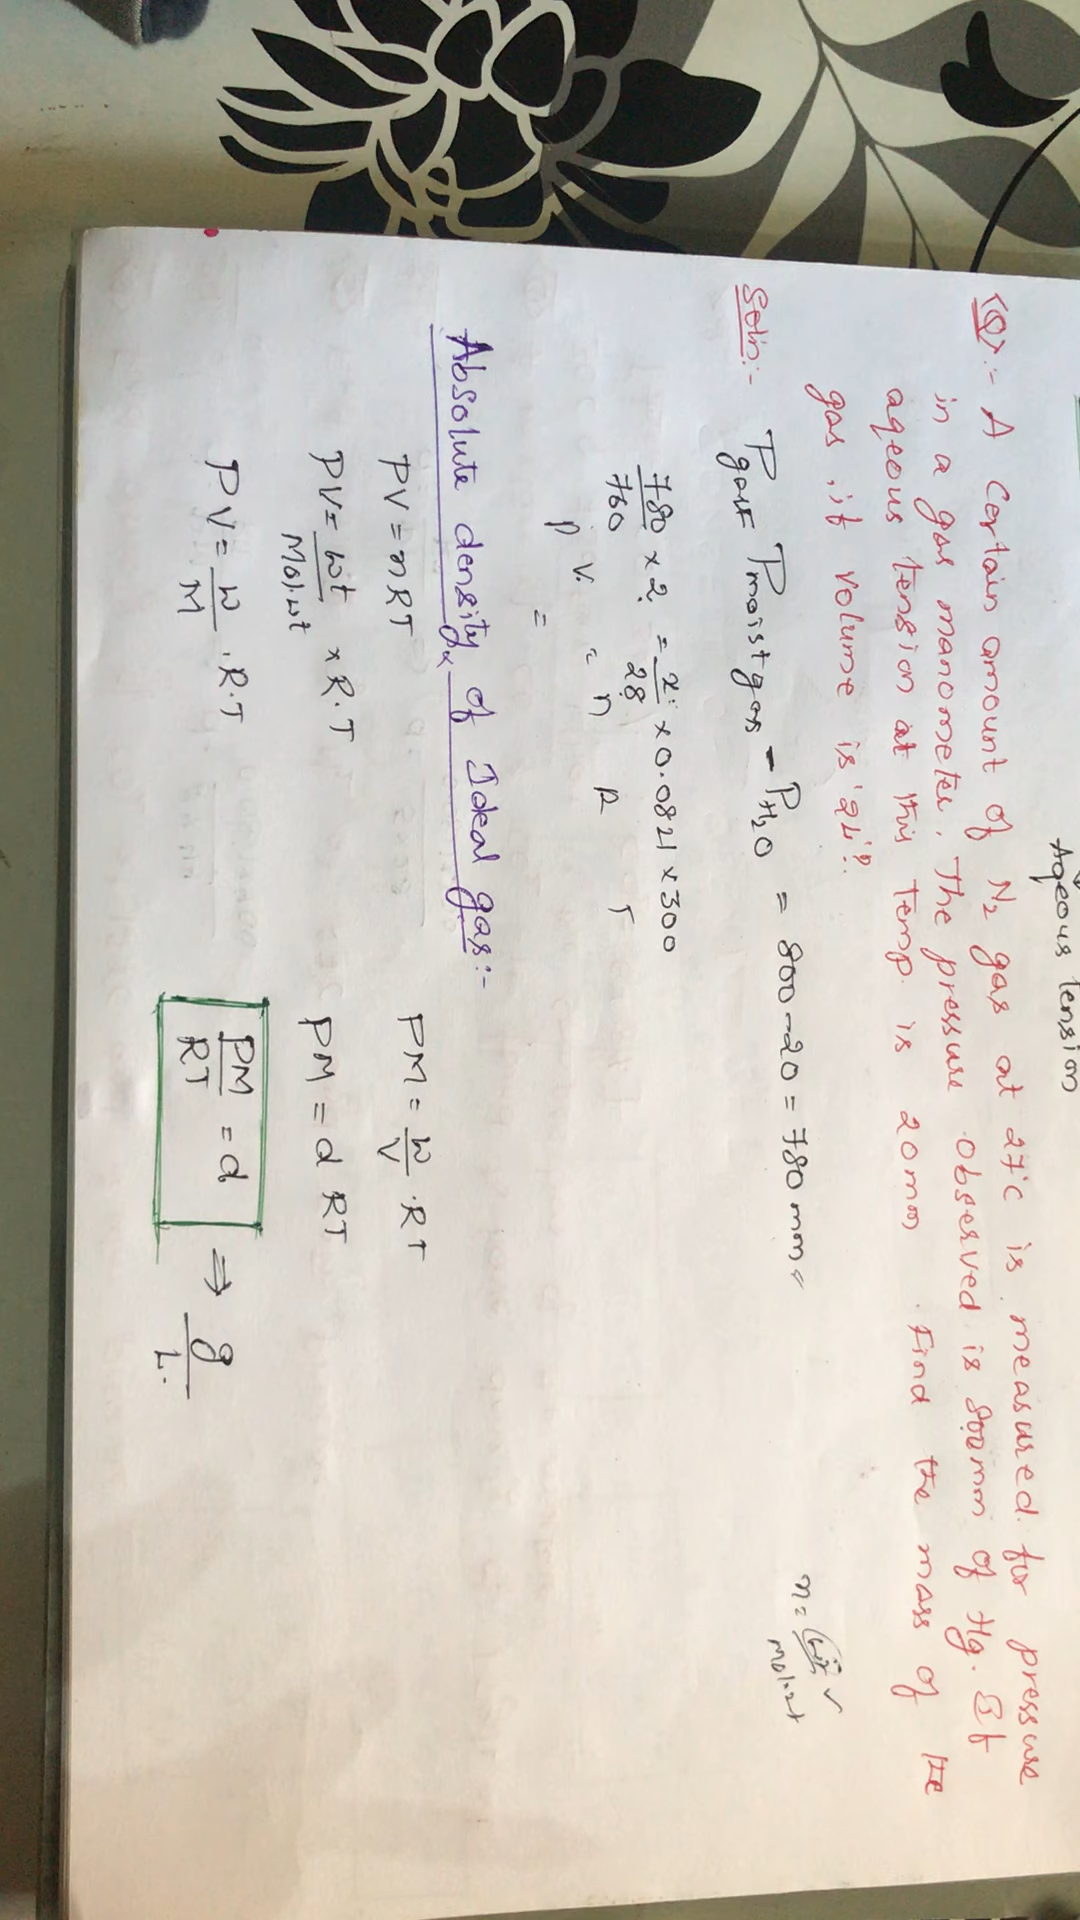 Aqeous tension
(Q):- A Certain amount of N₂ gas at 27°c is measured for pressure
in a gas manometer. The pressure observed is 800mm of Hg. If
aqeous tension at this temp. is 20mm. Find the mass of the
gas, if volume is '2L'?
n = wt / mol.wt
Soln:- P gas = P moist gas - P H₂O = 800-20 = 780 mm
780/760 × 2 = x/28 × 0.0821 × 300
P V = n R T
=
Absolute density of Ideal gas:-
PV = nRT
PM = w/V . RT
PV = wt/Mol.wt × R.T
PM = d RT
PV = w/M . R.T
PM/RT = d ⇒ g/L.